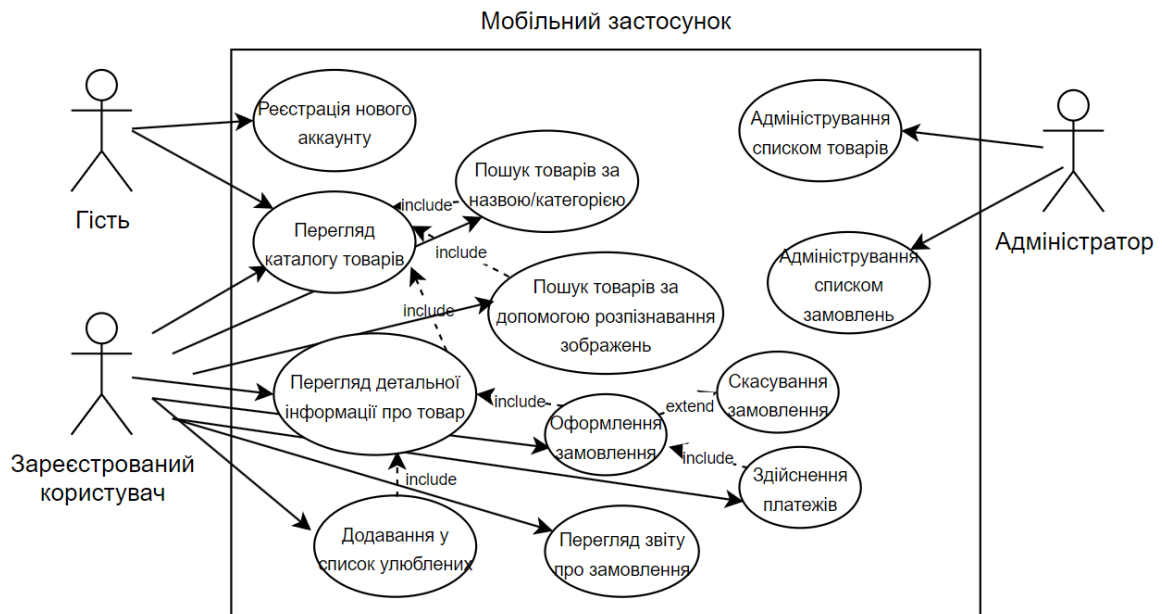 Мобільний застосунок
Реєстрація нового
аккаунту
Гість
Пошук товарів за
назвою/категорією
include
Перегляд
каталогу товарів
include
Пошук товарів за
допомогою розпізнавання
зображень
include
Адміністрування
списком товарів
Адміністратор
Адміністрування
списком
замовлень
Зареєстрований
користувач
Перегляд детальної
інформації про товар
include
Оформлення
замовлення
extend
Скасування
замовлення
include
Здійснення
платежів
include
Додавання у
список улюблених
Перегляд звіту
про замовлення